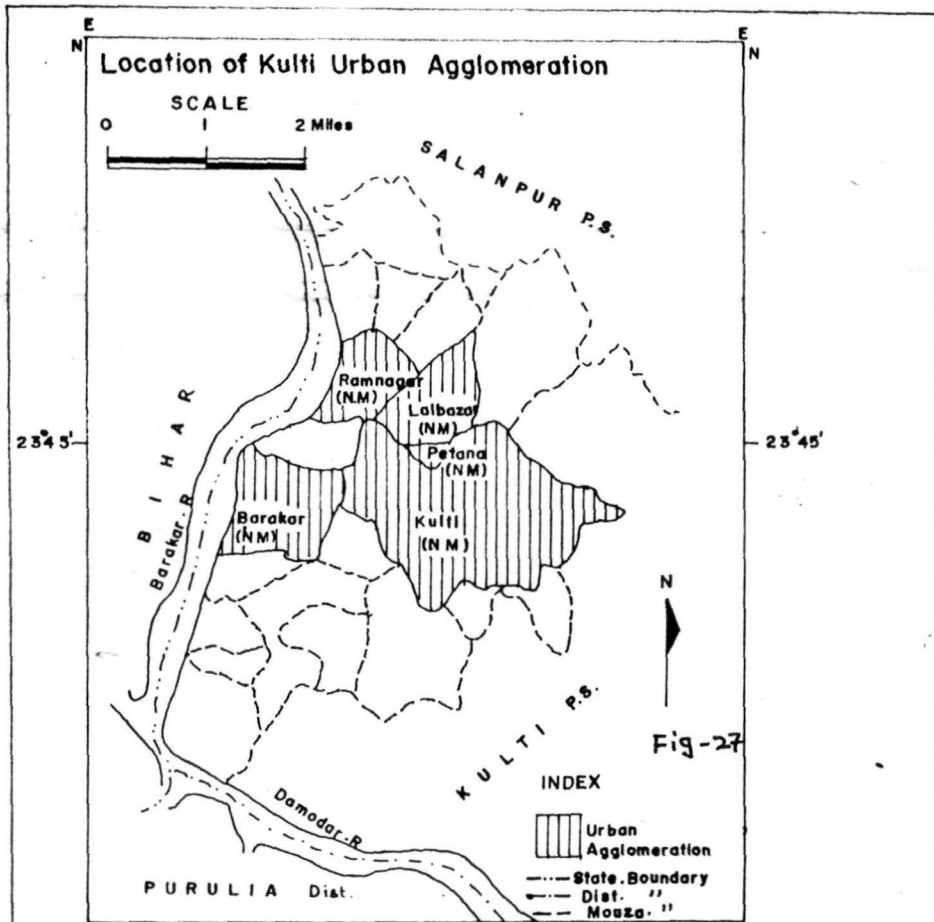 E
N
E
N
Location of Kulti Urban Agglomeration
SCALE
0 1 2 Miles
SALANPUR P.S.
BIHAR
Barakar.R
Ramnagar
(N.M)
Lalbazar
(NM)
23°45'
23°45'
Petana
(NM)
Barakar
(NM)
Kulti
(NM)
N
KULTI P.S.
Fig-27
Damodar.R
PURULIA Dist.
INDEX
Urban
Agglomeration
State.Boundary
Dist. "
Mouza. "